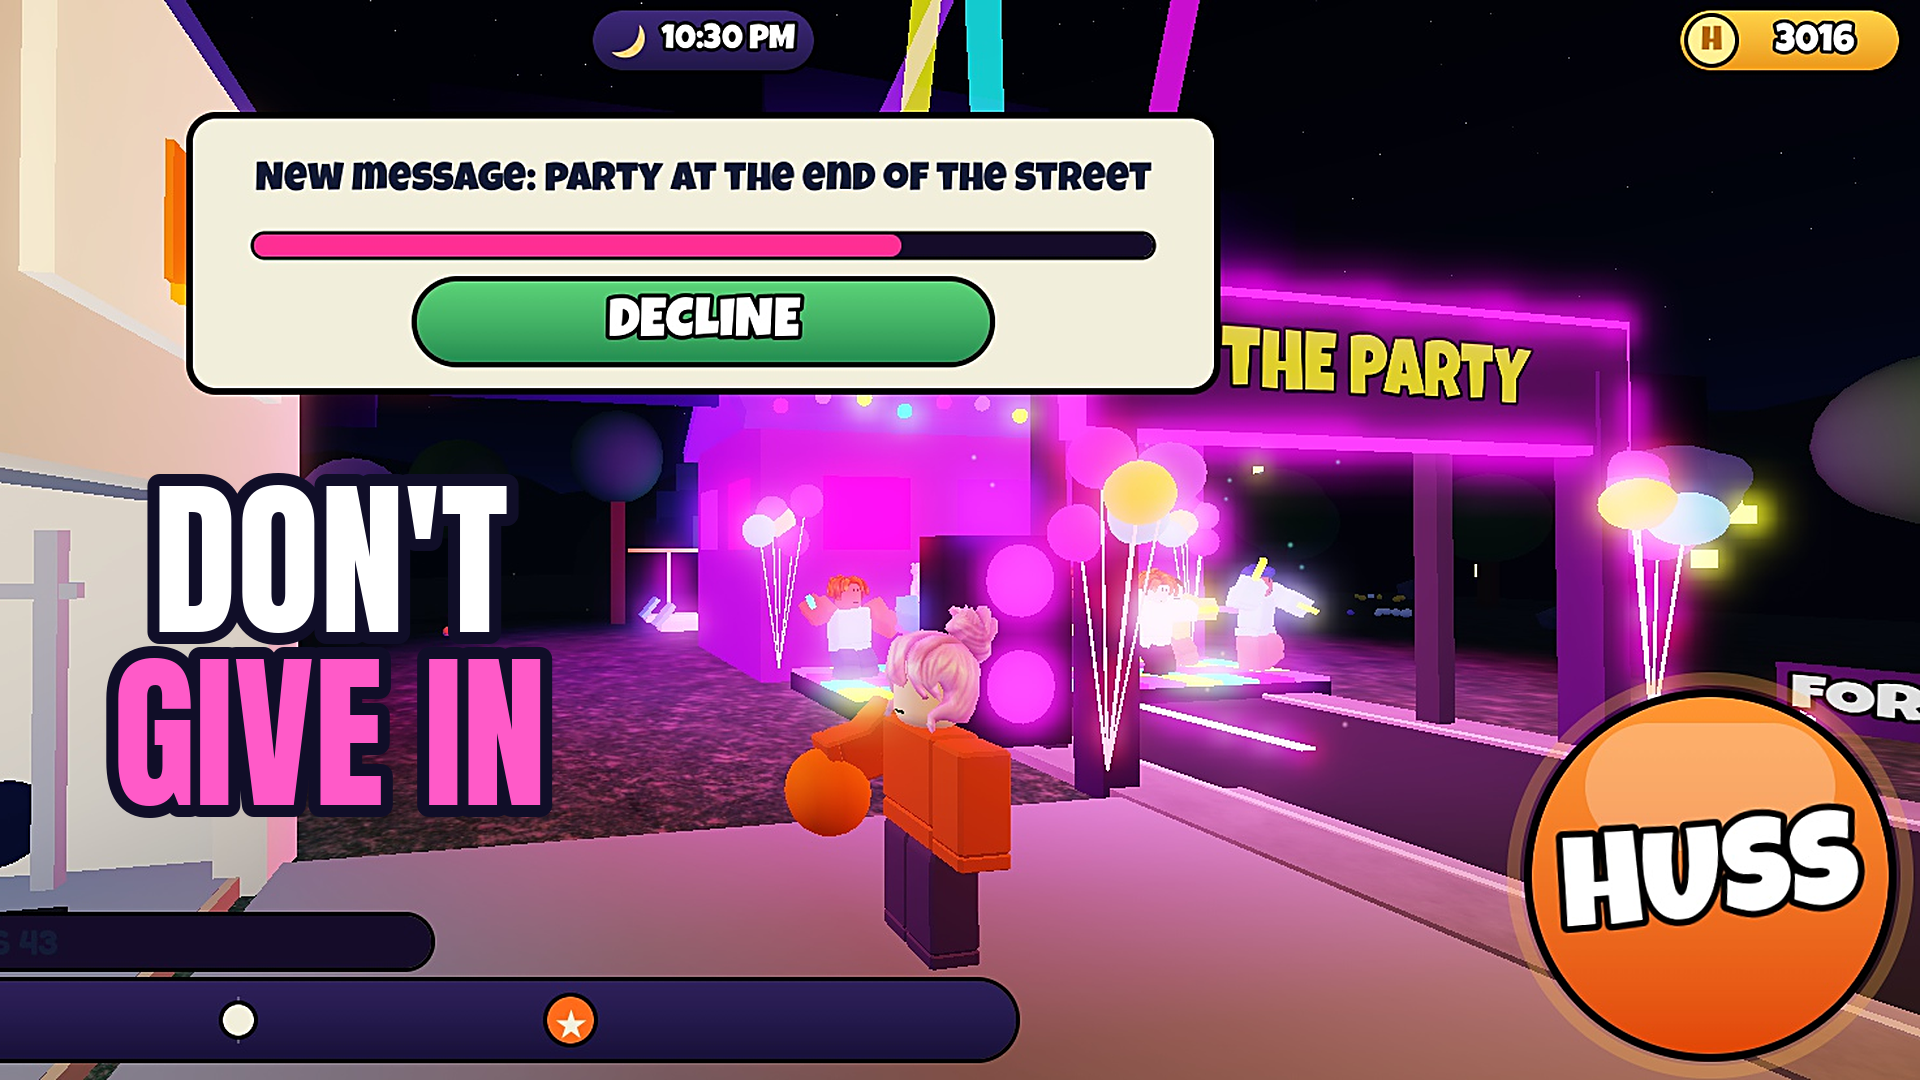 10:30 PM
H 3016
New message: Party at the end of the street
DECLINE
THE PARTY
DON'T
GIVE IN
FOR
HUSS
S 43